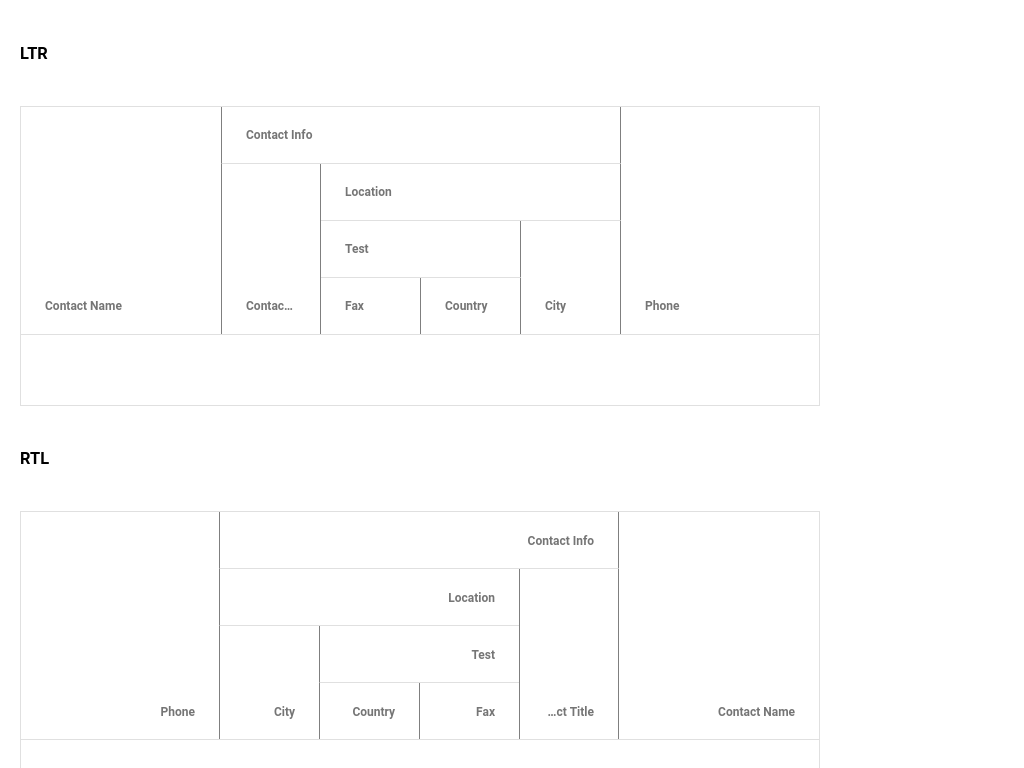 LTR
Contact Info
Location
Test
Contact Name
Contac...
Fax
Country
City
Phone
RTL
Contact Info
Location
Test
Phone
City
Country
Fax
...ct Title
Contact Name